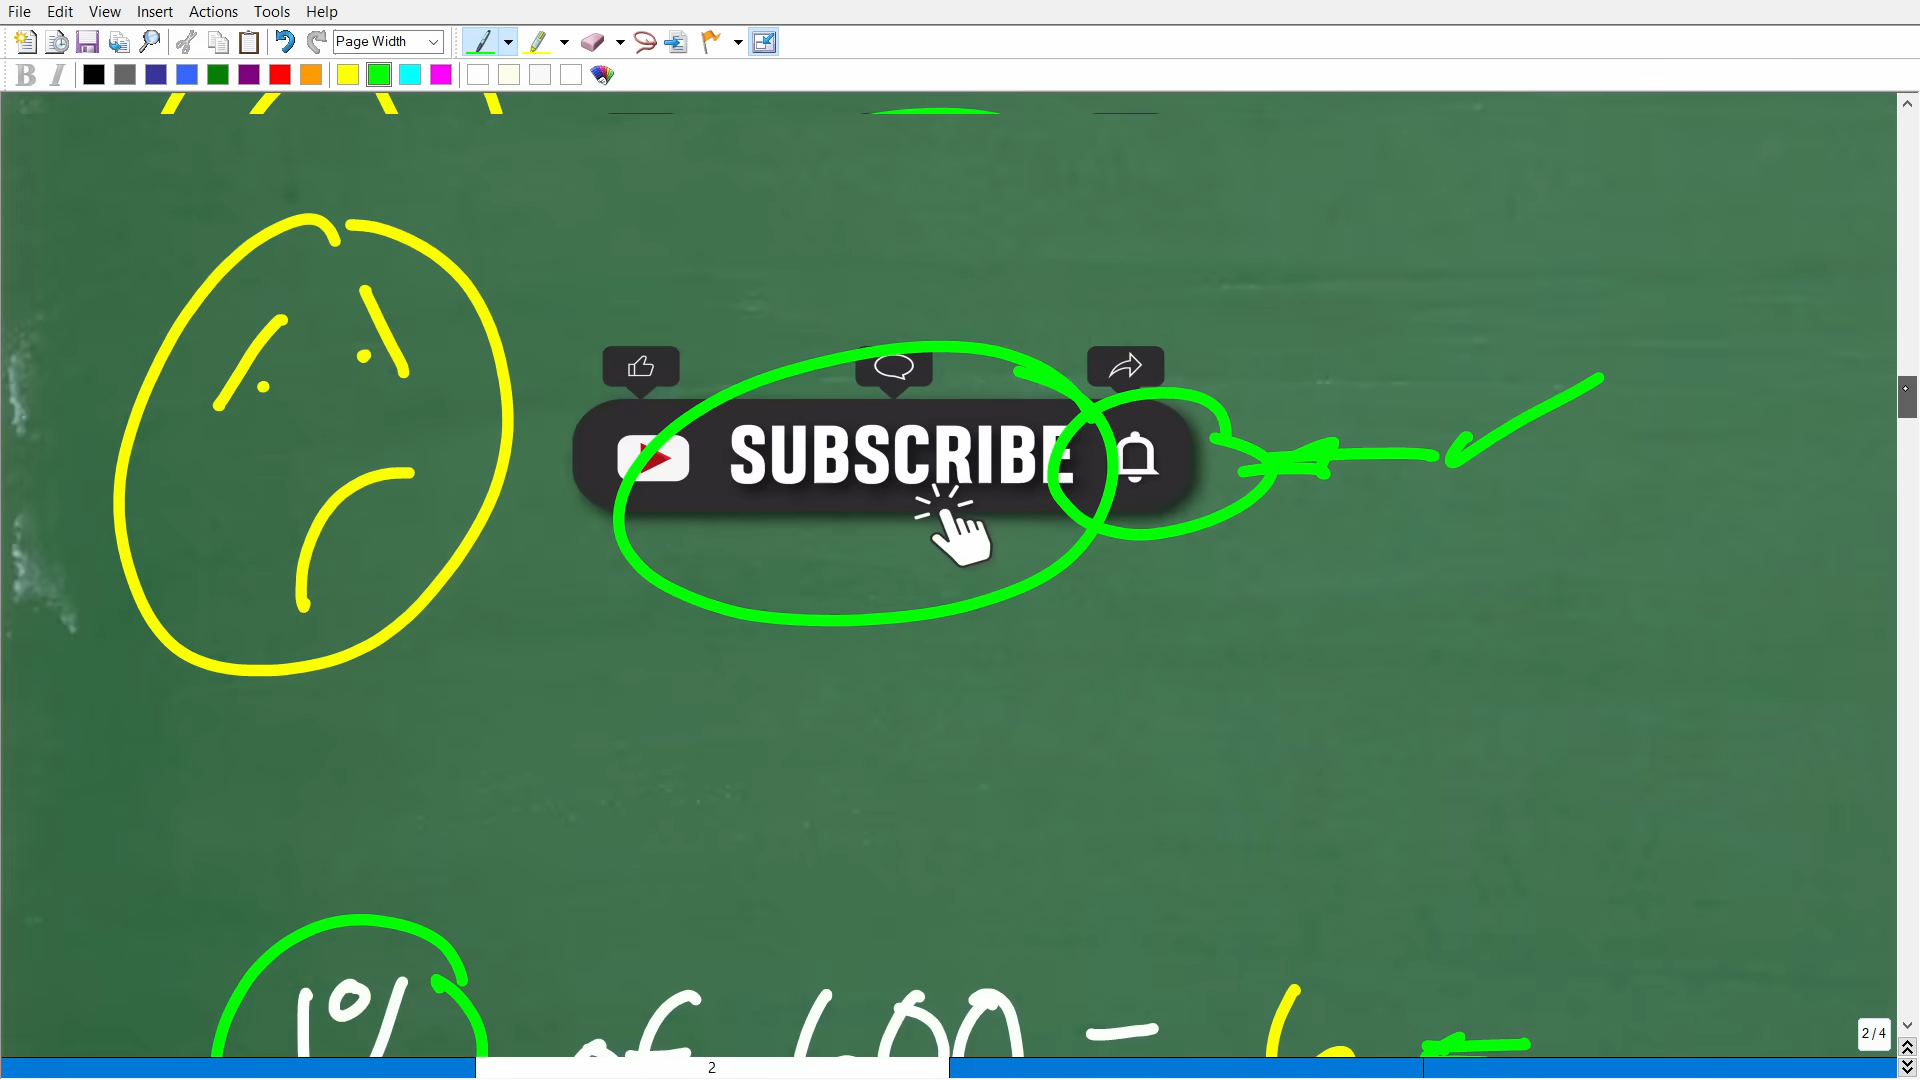 File Edit View Insert Actions Tools Help
Page Width
B I
SUBSCRIBE
1% of 600 = 6
2 / 4
2